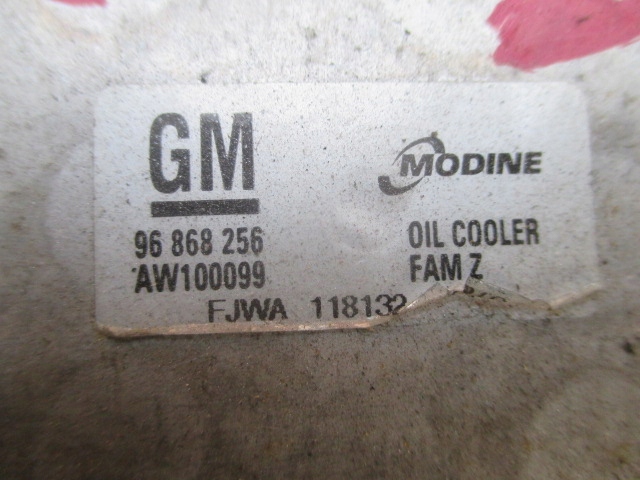 GM
MODINE
96 868 256
OIL COOLER
AW100099
FAM Z
FJWA 118132